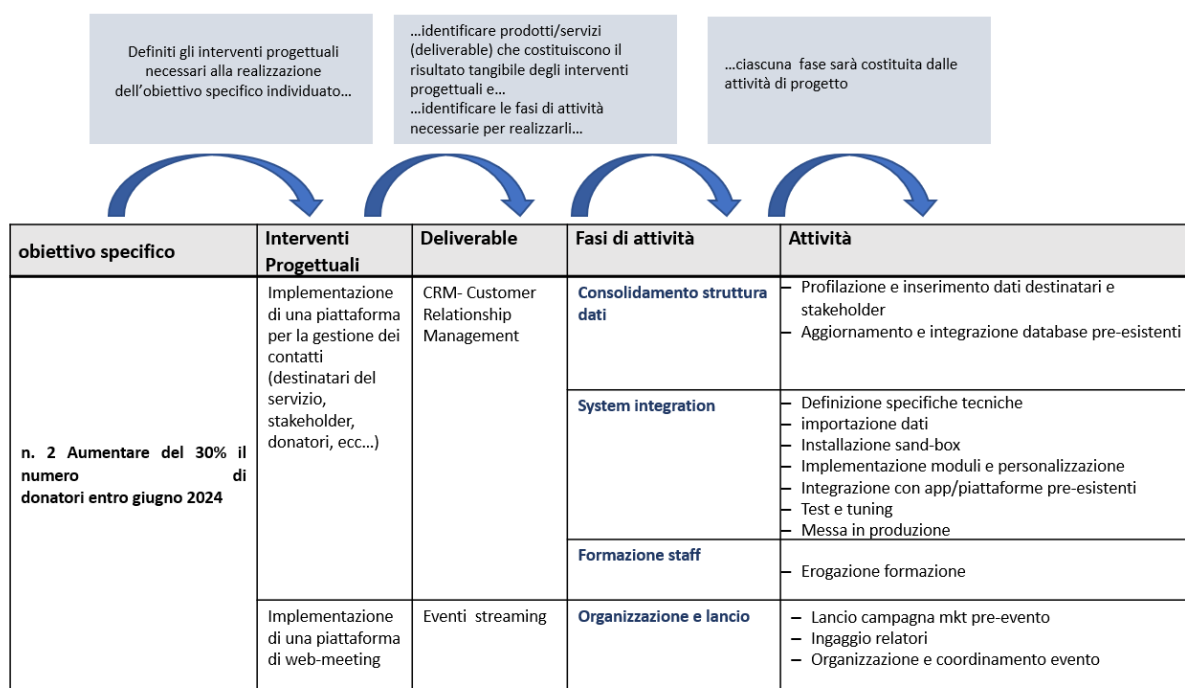 Definiti gli interventi progettuali
necessari alla realizzazione
dell'obiettivo specifico individuato…
…identificare prodotti/servizi
(deliverable) che costituiscono il
risultato tangibile degli interventi
progettuali e…
…identificare le fasi di attività
necessarie per realizzarli…
…ciascuna fase sarà costituita dalle
attività di progetto
obiettivo specifico
Interventi
Progettuali
Deliverable
Fasi di attività
Attività
n. 2 Aumentare del 30% il
numero di
donatori entro giugno 2024
Implementazione
di una piattaforma
per la gestione dei
contatti
(destinatari del
servizio,
stakeholder,
donatori, ecc…)
CRM- Customer
Relationship
Management
Consolidamento struttura
dati
– Profilazione e inserimento dati destinatari e
stakeholder
– Aggiornamento e integrazione database pre-esistenti
System integration
– Definizione specifiche tecniche
– importazione dati
– Installazione sand-box
– Implementazione moduli e personalizzazione
– Integrazione con app/piattaforme pre-esistenti
– Test e tuning
– Messa in produzione
Formazione staff
– Erogazione formazione
Implementazione
di una piattaforma
di web-meeting
Eventi streaming
Organizzazione e lancio
– Lancio campagna mkt pre-evento
– Ingaggio relatori
– Organizzazione e coordinamento evento